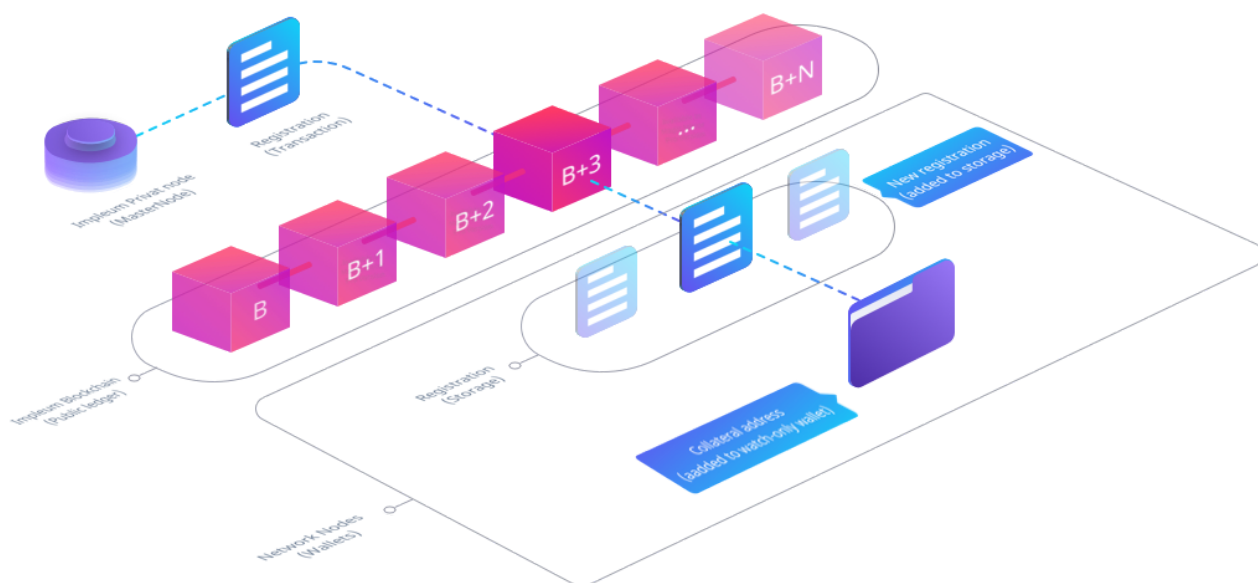 Registration
(Transaction)
Impleum Privat node
(MasterNode)
B
B+1
B+2
B+3
...
B+N
New registration
(added to storage)
Impleum Blockchain
(Public ledger)
Registration
(Storage)
Collateral address
(aadded to watch-only wallet)
Network Nodes
(Wallets)